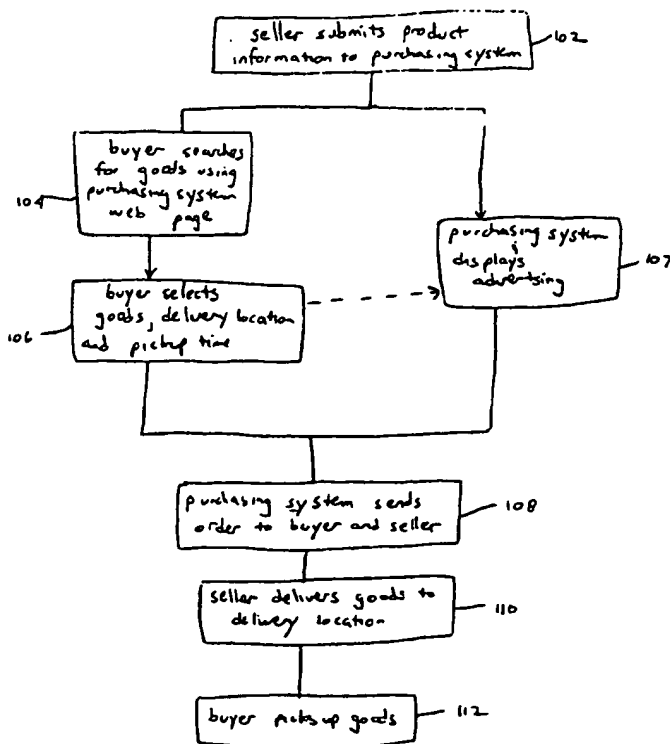 . seller submits product
information to purchasing system
102
buyer searches
for goods using
purchasing system
web page
104
purchasing system
displays
advertsing
107
buyer selects
goods, delivery location
and pickup time
106
purchasing system sends
order to buyer and seller
108
seller delivers goods to
delivery location
110
buyer picks up goods
112